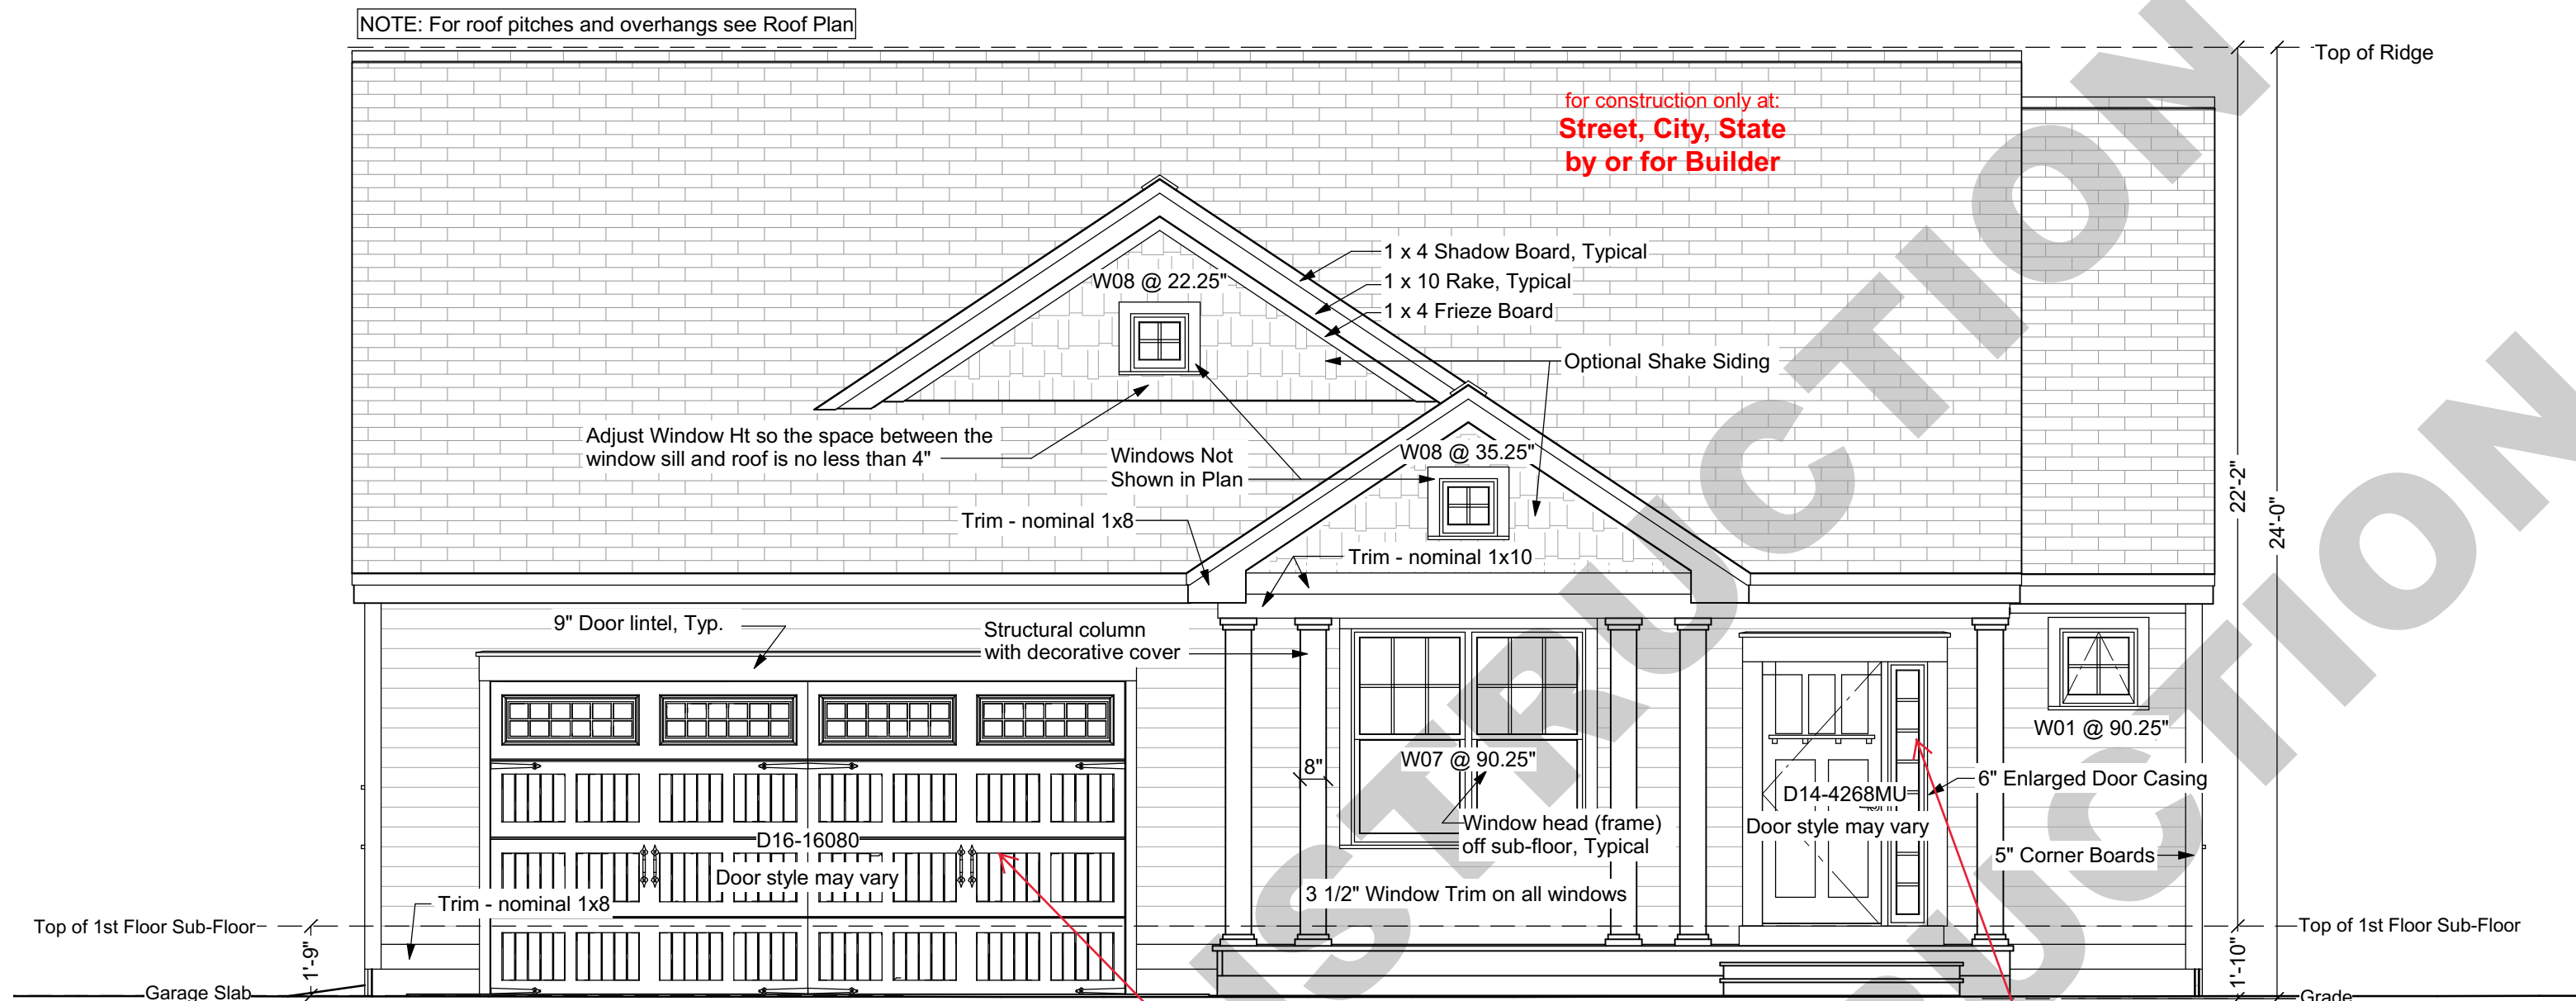 NOTE: For roof pitches and overhangs see Roof Plan
Top of Ridge
for construction only at:
Street, City, State
by or for Builder
1 x 4 Shadow Board, Typical
W08 @ 22.25"
1 x 10 Rake, Typical
1 x 4 Frieze Board
Optional Shake Siding
Adjust Window Ht so the space between the
window sill and roof is no less than 4"
Windows Not
Shown in Plan
W08 @ 35.25"
22'-2"
24'-0"
Trim - nominal 1x8
Trim - nominal 1x10
9" Door lintel, Typ.
Structural column
with decorative cover
W01 @ 90.25"
8"
W07 @ 90.25"
6" Enlarged Door Casing
D14-4268MU
Door style may vary
Window head (frame)
off sub-floor, Typical
D16-16080
Door style may vary
5" Corner Boards
3 1/2" Window Trim on all windows
Trim - nominal 1x8
Top of 1st Floor Sub-Floor
Top of 1st Floor Sub-Floor
1'-9"
1'-10"
Garage Slab
Grade
STRUCTION
UCTION